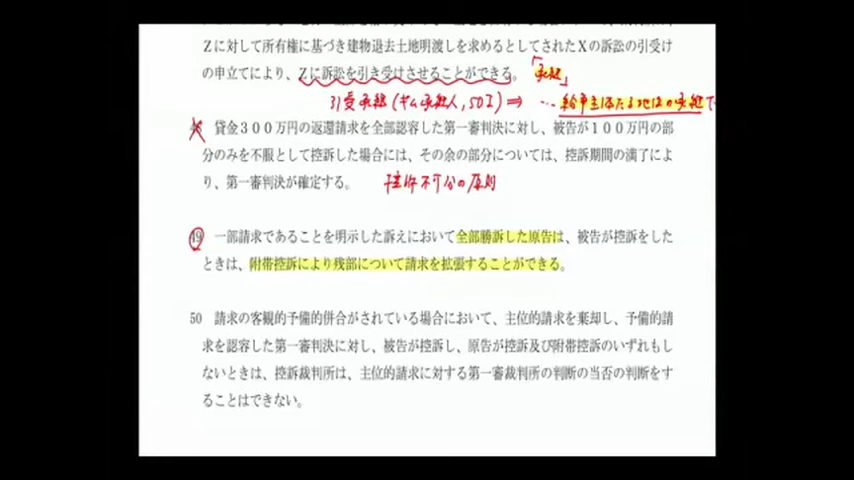 Ｚに対して所有権に基づき建物退去土地明渡しを求めるとしてされたＸの訴訟の引受け
の申立てにより、Ｚに訴訟を引き受けさせることができる。 「承継」
引受承継(ギム承継人,50Ⅰ) ⇒ … 給
貸金３００万円の返還請求を全部認容した第一審判決に対し、被告が１００万円の部
分のみを不服として控訴した場合には、その余の部分については、控訴期間の満了によ
り、第一審判決が確定する。 控訴不可分の原則
49 一部請求であることを明示した訴えにおいて全部勝訴した原告は、被告が控訴をした
ときは、附帯控訴により残部について請求を拡張することができる。
50 請求の客観的予備的併合がされている場合において、主位的請求を棄却し、予備的請
求を認容した第一審判決に対し、被告が控訴し、原告が控訴及び附帯控訴のいずれもし
ないときは、控訴裁判所は、主位的請求に対する第一審裁判所の判断の当否の判断をす
ることはできない。